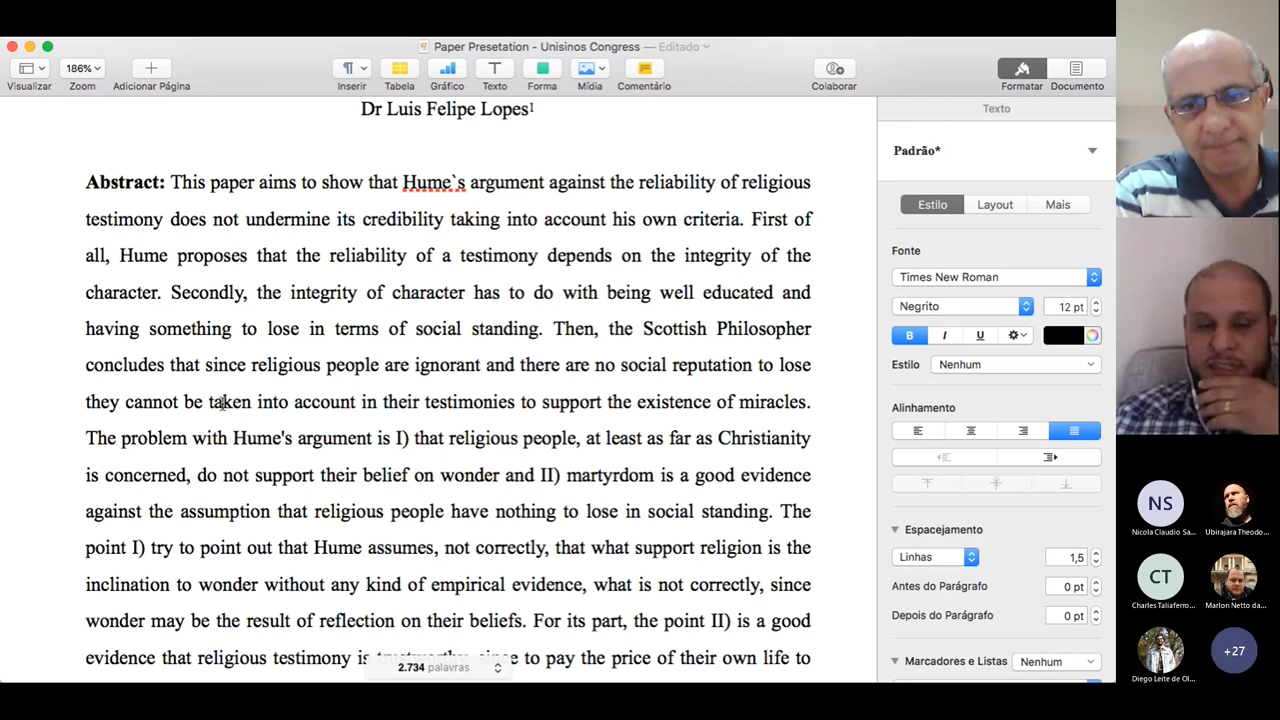 Paper Presetation - Unisinos Congress — Editado
186%
Visualizar Zoom Adicionar Página Inserir Tabela Gráfico Texto Forma Mídia Comentário Colaborar Formatar Documento
Dr Luis Felipe Lopes¹
Abstract: This paper aims to show that Hume`s argument against the reliability of religious
testimony does not undermine its credibility taking into account his own criteria. First of
all, Hume proposes that the reliability of a testimony depends on the integrity of the
character. Secondly, the integrity of character has to do with being well educated and
having something to lose in terms of social standing. Then, the Scottish Philosopher
concludes that since religious people are ignorant and there are no social reputation to lose
they cannot be taken into account in their testimonies to support the existence of miracles.
The problem with Hume's argument is I) that religious people, at least as far as Christianity
is concerned, do not support their belief on wonder and II) martyrdom is a good evidence
against the assumption that religious people have nothing to lose in social standing. The
point I) try to point out that Hume assumes, not correctly, that what support religion is the
inclination to wonder without any kind of empirical evidence, what is not correctly, since
wonder may be the result of reflection on their beliefs. For its part, the point II) is a good
evidence that religious testimony is trustworthy, since to pay the price of their own life to
2.734 palavras
Texto
Padrão*
Estilo Layout Mais
Fonte
Times New Roman
Negrito 12 pt
B I U
Estilo Nenhum
Alinhamento
Espacejamento
Linhas 1,5
Antes do Parágrafo 0 pt
Depois do Parágrafo 0 pt
Marcadores e Listas Nenhum
NS
Nicola Claudio Sa... Ubirajara Theodo...
CT
Charles Taliaferro... Marlon Netto da...
+27
Diego Leite de Ol...